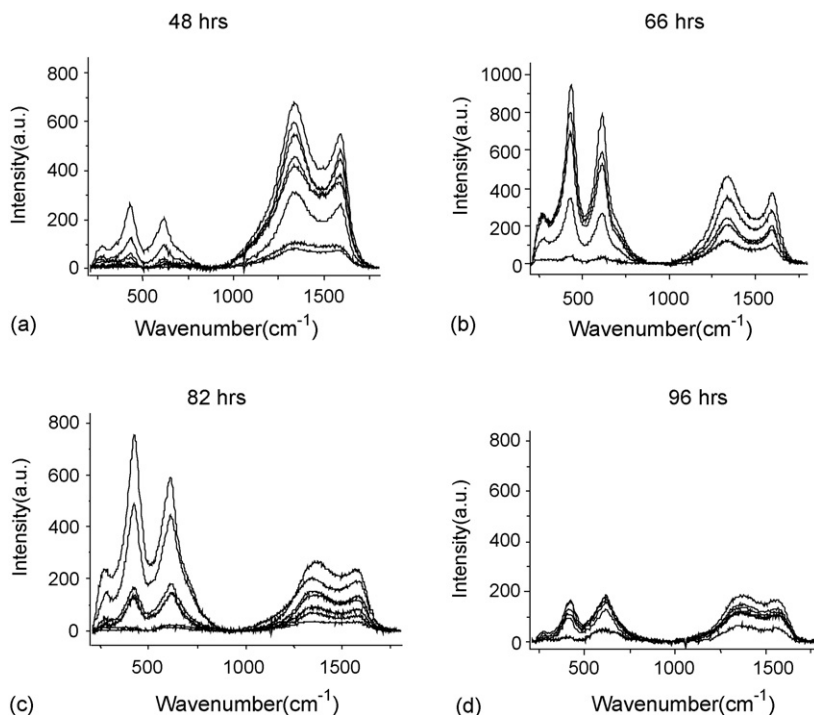 48 hrs
800
600
400
200
0
Intensity(a.u.)
500 1000 1500
Wavenumber(cm⁻¹)
(a)
66 hrs
1000
800
600
400
200
0
Intensity(a.u.)
500 1000 1500
Wavenumber(cm⁻¹)
(b)
82 hrs
800
600
400
200
0
Intensity(a.u.)
500 1000 1500
Wavenumber(cm⁻¹)
(c)
96 hrs
800
600
400
200
0
Intensity(a.u.)
500 1000 1500
Wavenumber(cm⁻¹)
(d)